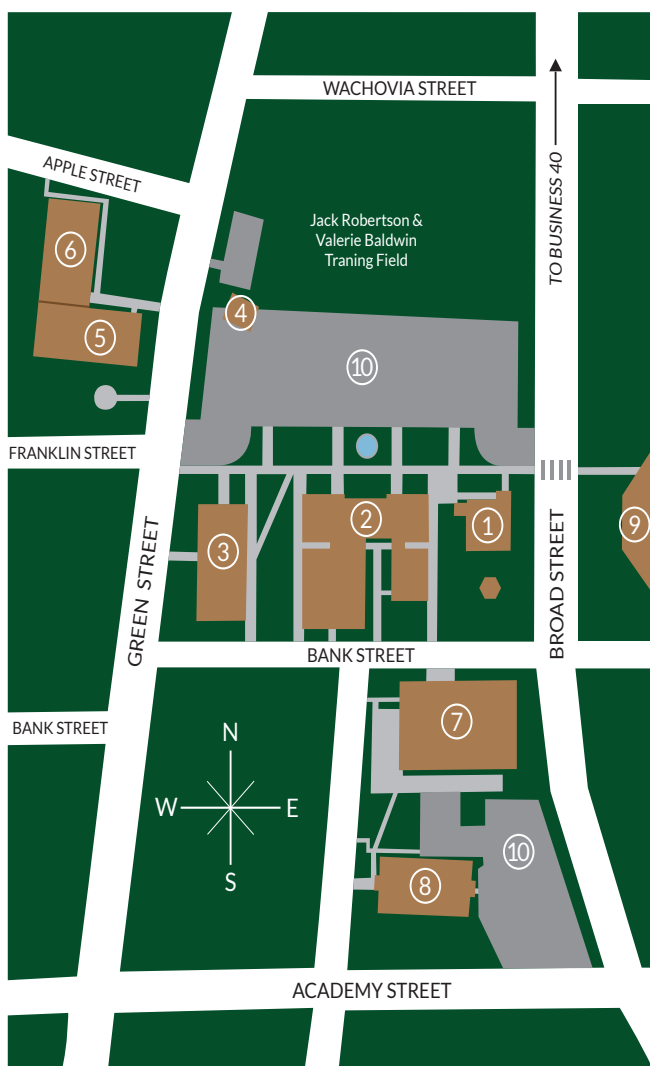 WACHOVIA STREET
TO BUSINESS 40
APPLE STREET
Jack Robertson &
Valerie Baldwin
Traning Field
6
4
5
10
FRANKLIN STREET
1
2
3
9
GREEN STREET
BROAD STREET
BANK STREET
7
BANK STREET
N
W
E
S
10
8
ACADEMY STREET